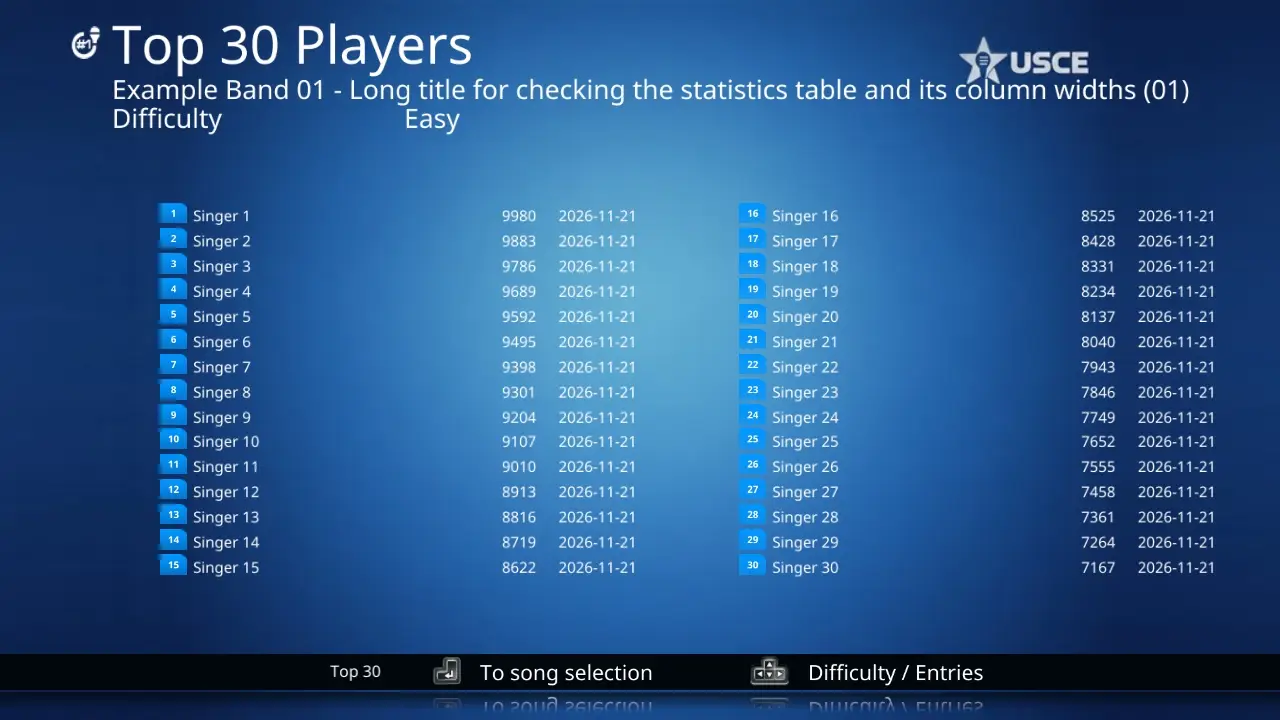 #1 Top 30 Players
USCE
Example Band 01 - Long title for checking the statistics table and its column widths (01)
Difficulty Easy
1 Singer 1 9980 2026-11-21
2 Singer 2 9883 2026-11-21
3 Singer 3 9786 2026-11-21
4 Singer 4 9689 2026-11-21
5 Singer 5 9592 2026-11-21
6 Singer 6 9495 2026-11-21
7 Singer 7 9398 2026-11-21
8 Singer 8 9301 2026-11-21
9 Singer 9 9204 2026-11-21
10 Singer 10 9107 2026-11-21
11 Singer 11 9010 2026-11-21
12 Singer 12 8913 2026-11-21
13 Singer 13 8816 2026-11-21
14 Singer 14 8719 2026-11-21
15 Singer 15 8622 2026-11-21
16 Singer 16 8525 2026-11-21
17 Singer 17 8428 2026-11-21
18 Singer 18 8331 2026-11-21
19 Singer 19 8234 2026-11-21
20 Singer 20 8137 2026-11-21
21 Singer 21 8040 2026-11-21
22 Singer 22 7943 2026-11-21
23 Singer 23 7846 2026-11-21
24 Singer 24 7749 2026-11-21
25 Singer 25 7652 2026-11-21
26 Singer 26 7555 2026-11-21
27 Singer 27 7458 2026-11-21
28 Singer 28 7361 2026-11-21
29 Singer 29 7264 2026-11-21
30 Singer 30 7167 2026-11-21
Top 30 To song selection Difficulty / Entries